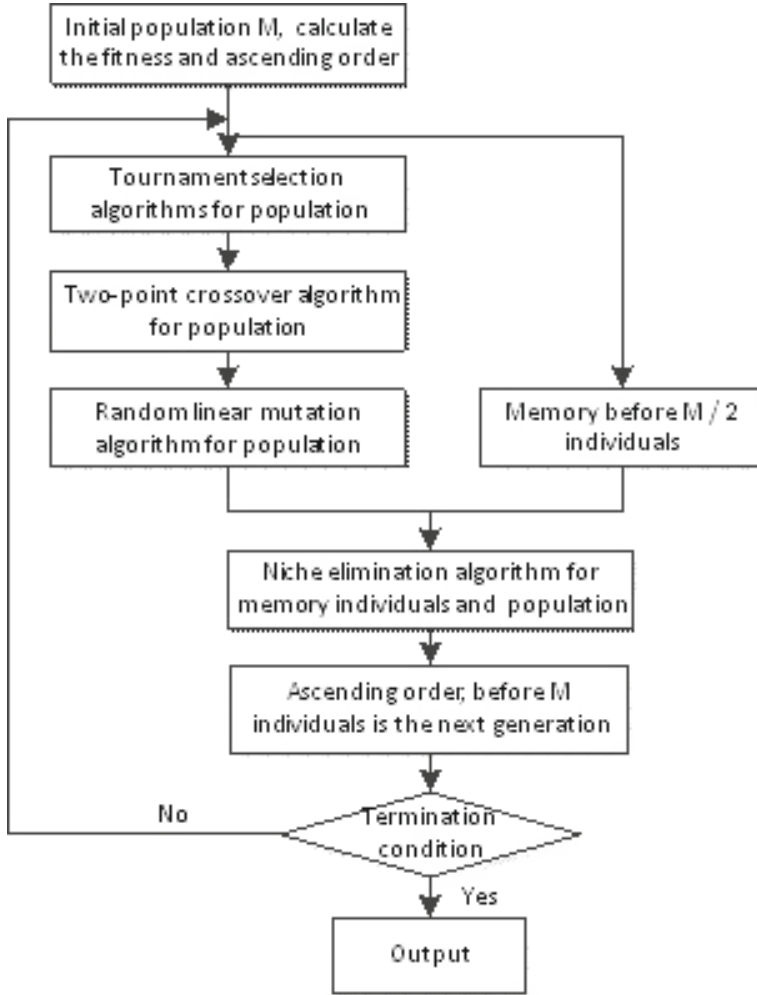 Initial population M, calculate
the fitness and ascending order
Tournament selection
algorithms for population
Two-point crossover algorithm
for population
Random linear mutation
algorithm for population
Memory before M / 2
individuals
Niche elimination algorithm for
memory individuals and population
Ascending order, before M
individuals is the next generation
No
Termination
condition
Yes
Output